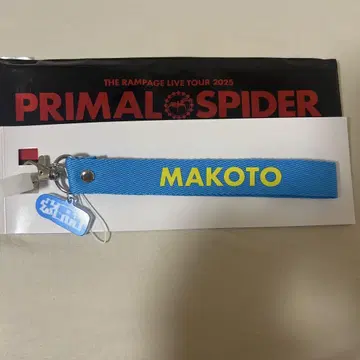 THE RAMPAGE LIVE TOUR 2025
PRIMAL SPIDER
MAKOTO